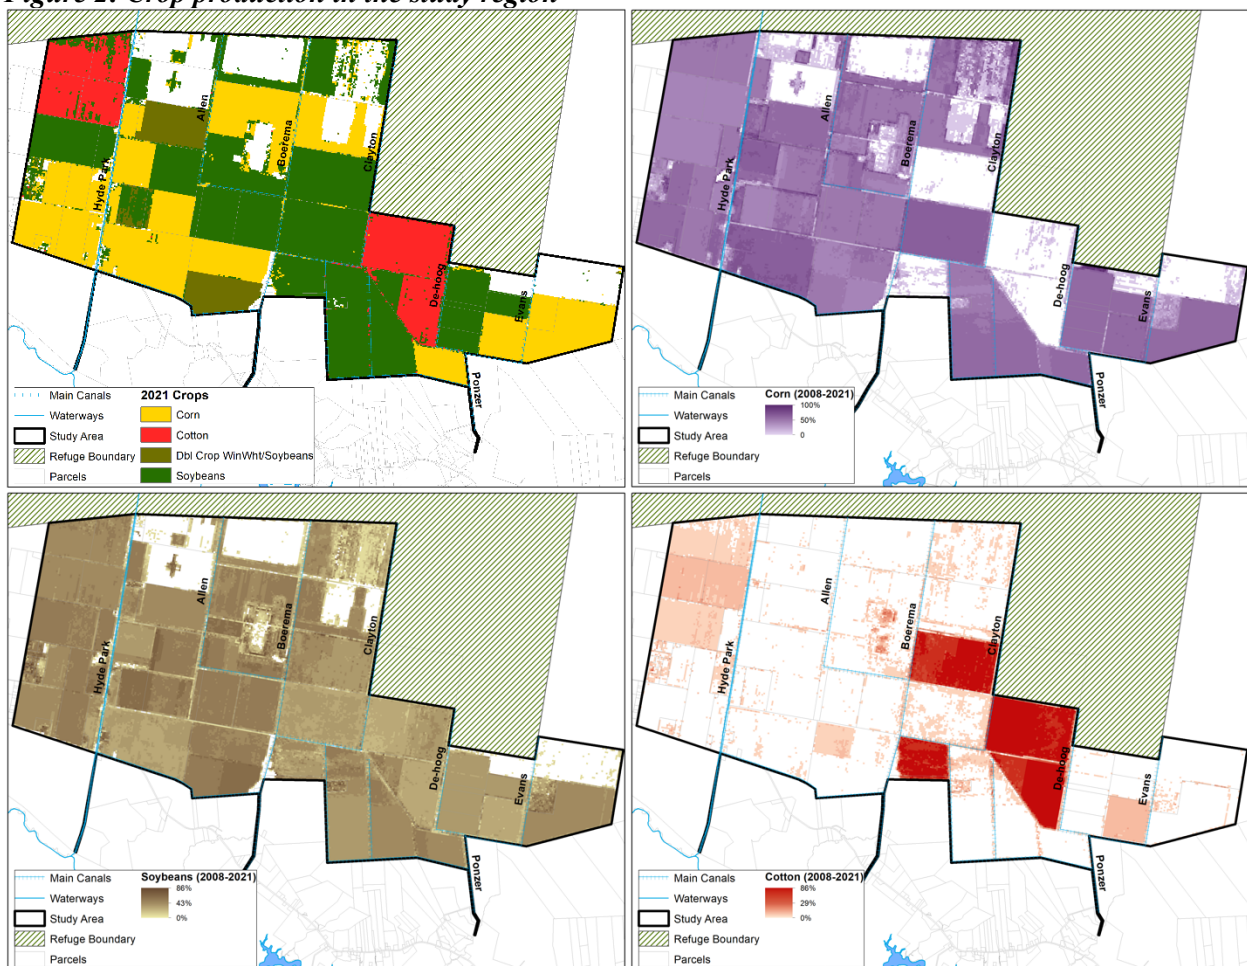 Figure 2: Crop production in the study region
Allen
Boerema
Clayton
Hyde Park
De-hoog
Evans
Ponzer
Main Canals
Waterways
Study Area
Refuge Boundary
Parcels
2021 Crops
Corn
Cotton
Dbl Crop WinWht/Soybeans
Soybeans
Allen
Boerema
Clayton
Hyde Park
De-hoog
Evans
Ponzer
Main Canals
Waterways
Study Area
Refuge Boundary
Parcels
Corn (2008-2021)
100%
50%
0
Allen
Boerema
Clayton
Hyde Park
De-hoog
Evans
Ponzer
Main Canals
Waterways
Study Area
Refuge Boundary
Parcels
Soybeans (2008-2021)
86%
43%
0%
Allen
Boerema
Clayton
Hyde Park
De-hoog
Evans
Ponzer
Main Canals
Waterways
Study Area
Refuge Boundary
Parcels
Cotton (2008-2021)
86%
29%
0%